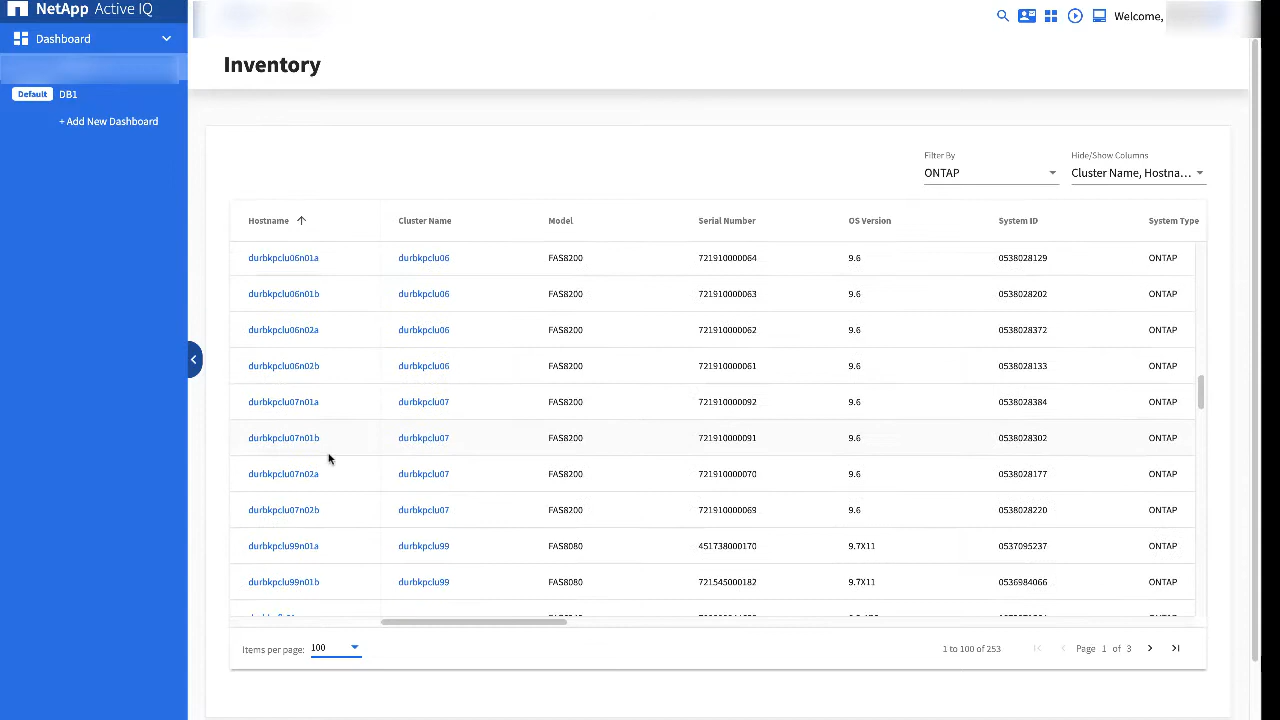 NetApp Active IQ
Welcome,
Dashboard
Inventory
Default DB1
+ Add New Dashboard
Filter By Hide/Show Columns
ONTAP Cluster Name, Hostna...
Hostname Cluster Name Model Serial Number OS Version System ID System Type
durbkpclu06n01a durbkpclu06 FAS8200 721910000064 9.6 0538028129 ONTAP
durbkpclu06n01b durbkpclu06 FAS8200 721910000063 9.6 0538028202 ONTAP
durbkpclu06n02a durbkpclu06 FAS8200 721910000062 9.6 0538028372 ONTAP
durbkpclu06n02b durbkpclu06 FAS8200 721910000061 9.6 0538028133 ONTAP
durbkpclu07n01a durbkpclu07 FAS8200 721910000092 9.6 0538028384 ONTAP
durbkpclu07n01b durbkpclu07 FAS8200 721910000091 9.6 0538028302 ONTAP
durbkpclu07n02a durbkpclu07 FAS8200 721910000070 9.6 0538028177 ONTAP
durbkpclu07n02b durbkpclu07 FAS8200 721910000069 9.6 0538028220 ONTAP
durbkpclu99n01a durbkpclu99 FAS8080 451738000170 9.7X11 0537095237 ONTAP
durbkpclu99n01b durbkpclu99 FAS8080 721545000182 9.7X11 0536984066 ONTAP
Items per page: 100 1 to 100 of 253 Page 1 of 3